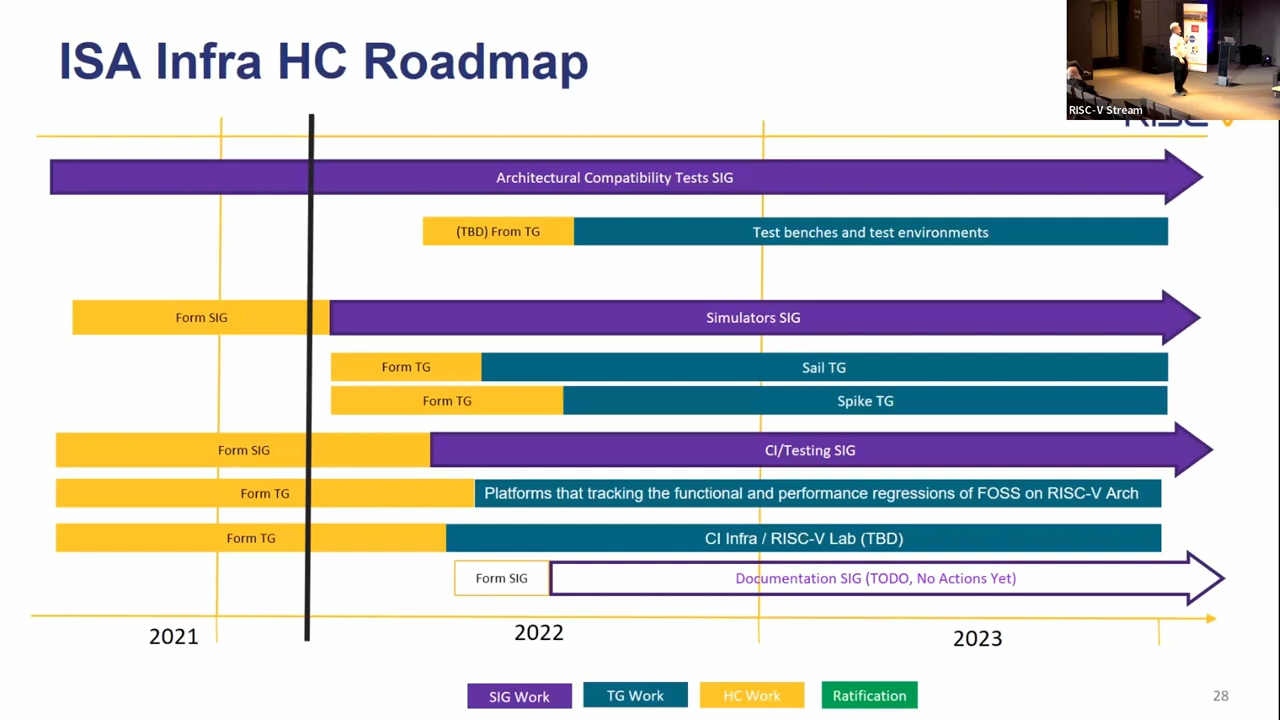 ISA Infra HC Roadmap
RISC-V Stream
Architectural Compatibility Tests SIG
(TBD) From TG
Test benches and test environments
Form SIG
Simulators SIG
Form TG
Sail TG
Form TG
Spike TG
Form SIG
CI/Testing SIG
Form TG
Platforms that tracking the functional and performance regressions of FOSS on RISC-V Arch
Form TG
CI Infra / RISC-V Lab (TBD)
Form SIG
Documentation SIG (TODO, No Actions Yet)
2021
2022
2023
SIG Work
TG Work
HC Work
Ratification
28